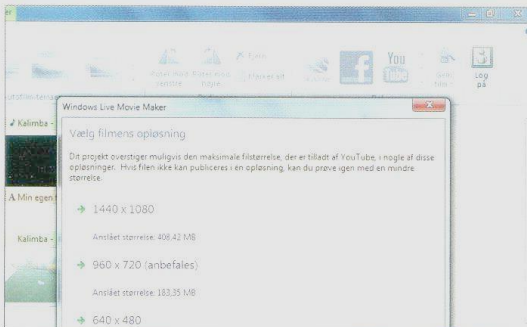 You
Tube
Log
på
Windows Live Movie Maker
Vælg filmens opløsning
Dit projekt overstiger muligvis den maksimale filstørrelse, der er tilladt af YouTube, i nogle af disse
opløsninger. Hvis filen ikke kan publiceres i én opløsning, kan du prøve igen med en mindre
størrelse.
Kalimba -
A Min egen
Kalimba -
1440 x 1080
Anslået størrelse: 408,42 MB
960 x 720 (anbefales)
Anslået størrelse: 183,35 MB
640 x 480